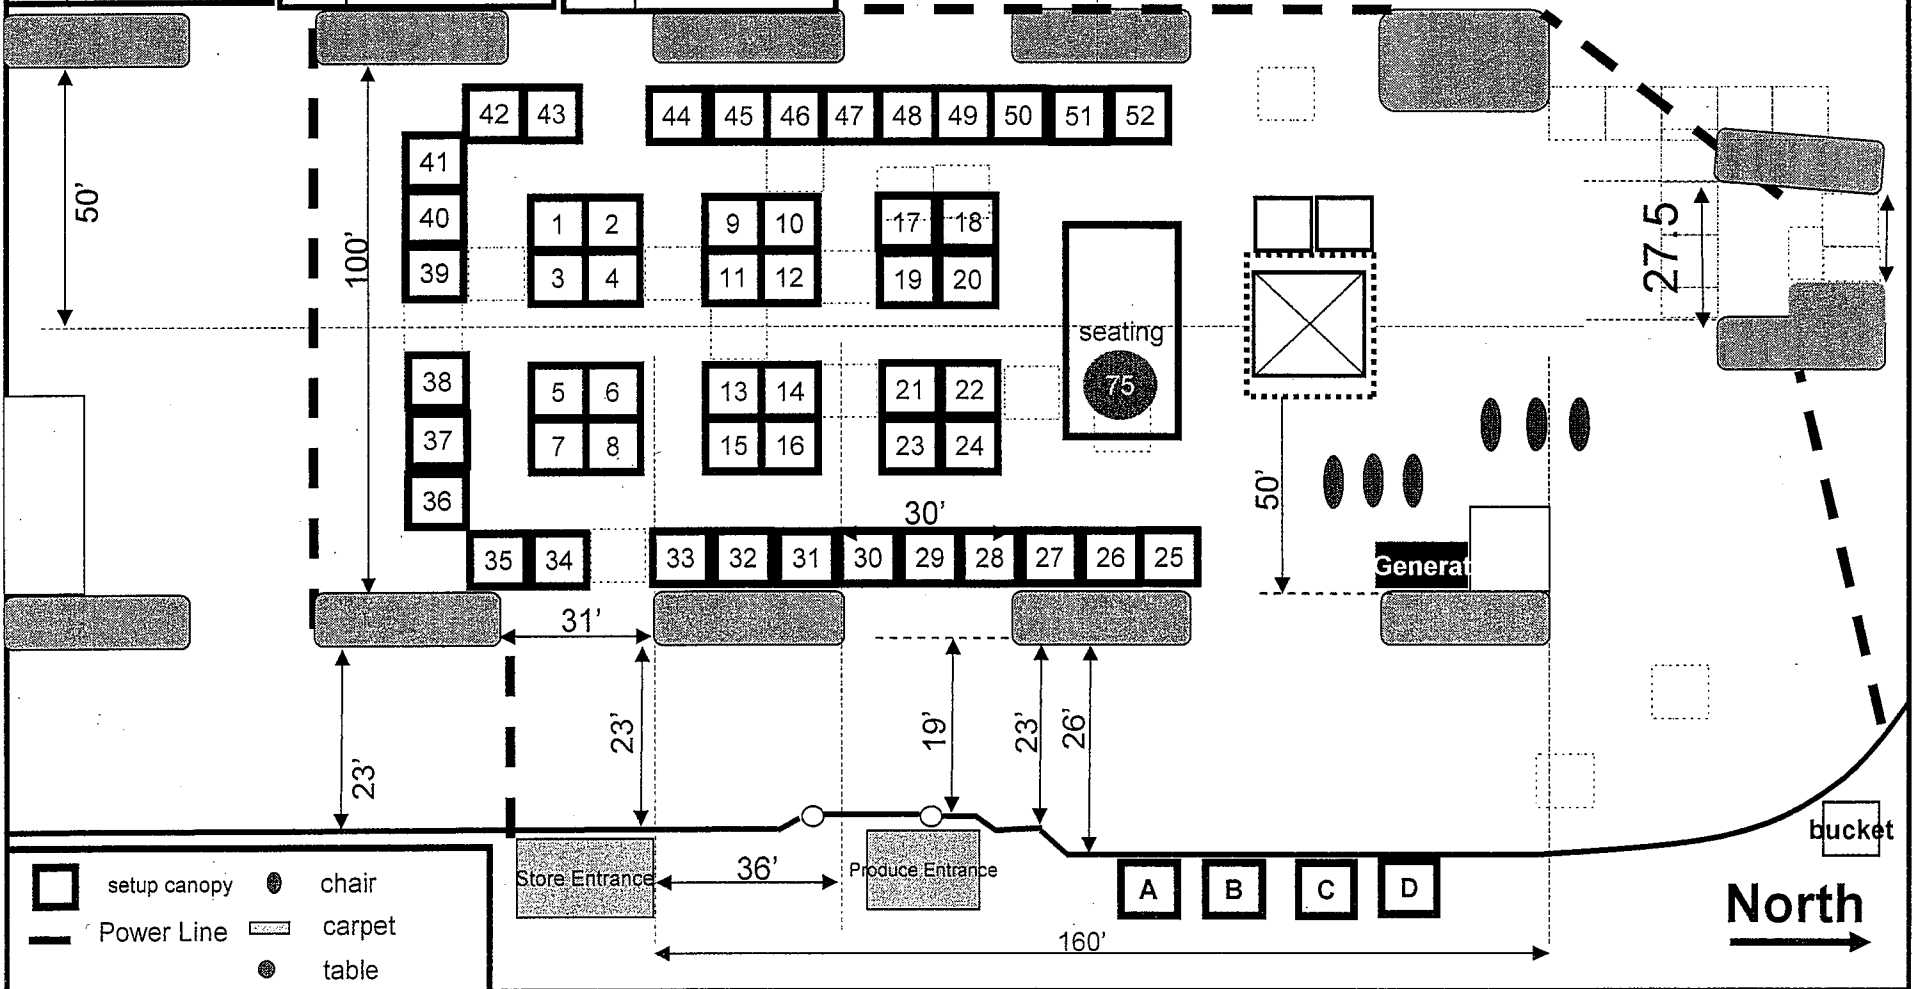 42 43
44 45 46 47 48 49 50 51 52
41
50'
40
1 2
9 10
17 18
27.5
100'
39
3 4
11 12
19 20
seating
75
38
5 6
13 14
21 22
37
7 8
15 16
23 24
36
50'
30'
35 34
33 32 31 30 29 28 27 26 25
Generat
31'
23'
23'
19'
23'
26'
bucket
Store Entrance
36'
Produce Entrance
A B C D
North
160'
setup canopy
chair
Power Line
carpet
table